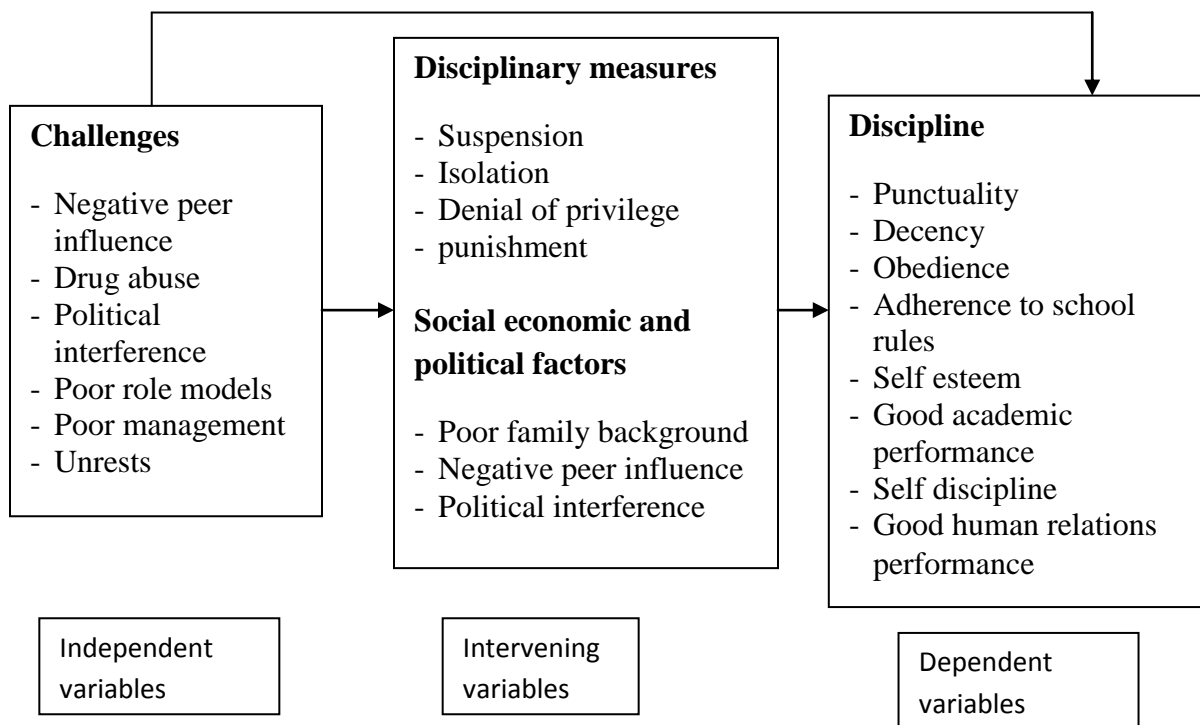 Challenges
- Negative peer
influence
- Drug abuse
- Political
interference
- Poor role models
- Poor management
- Unrests
Disciplinary measures
- Suspension
- Isolation
- Denial of privilege
- punishment
Social economic and
political factors
- Poor family background
- Negative peer influence
- Political interference
Discipline
- Punctuality
- Decency
- Obedience
- Adherence to school
rules
- Self esteem
- Good academic
performance
- Self discipline
- Good human relations
performance
Independent
variables
Intervening
variables
Dependent
variables